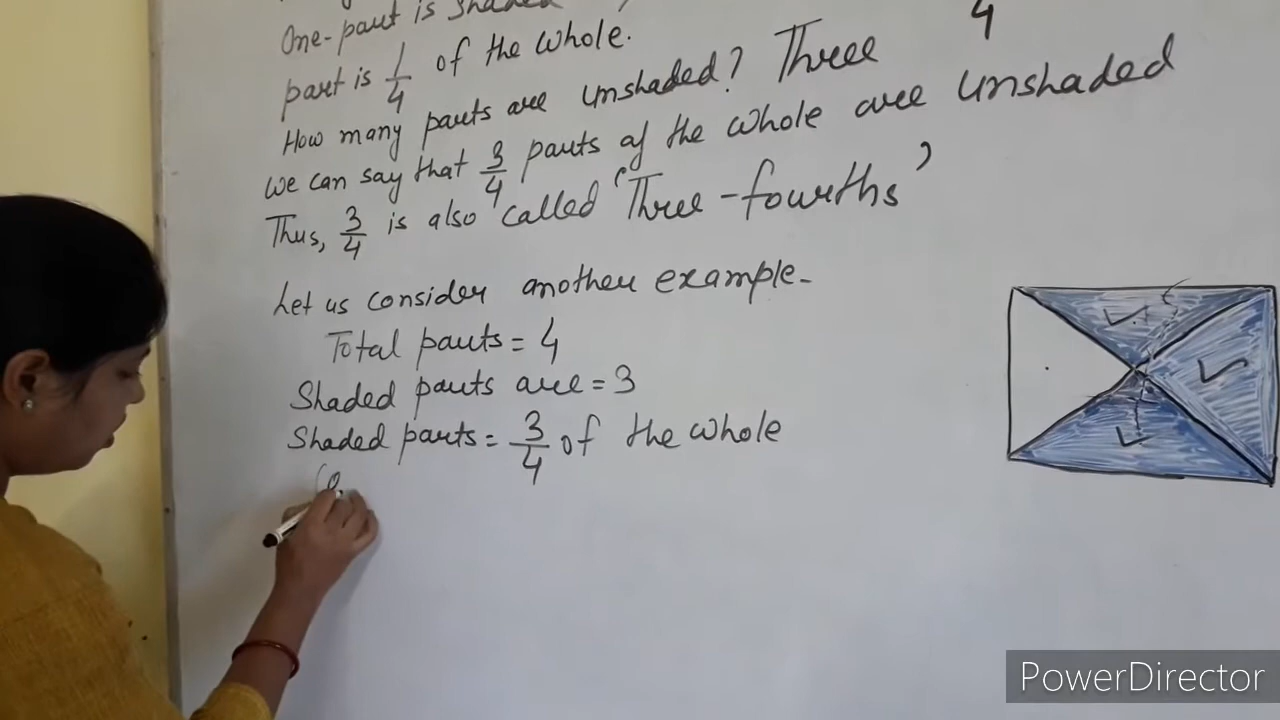 One-part is shaded
4
part is 1/4 of the whole.
How many parts are unshaded? Three
We can say that 3/4 parts of the whole are unshaded
Thus, 3/4 is also called 'Three-fourths'
Let us consider another example-
Total parts = 4
Shaded parts are = 3
Shaded parts = 3/4 of the whole
PowerDirector